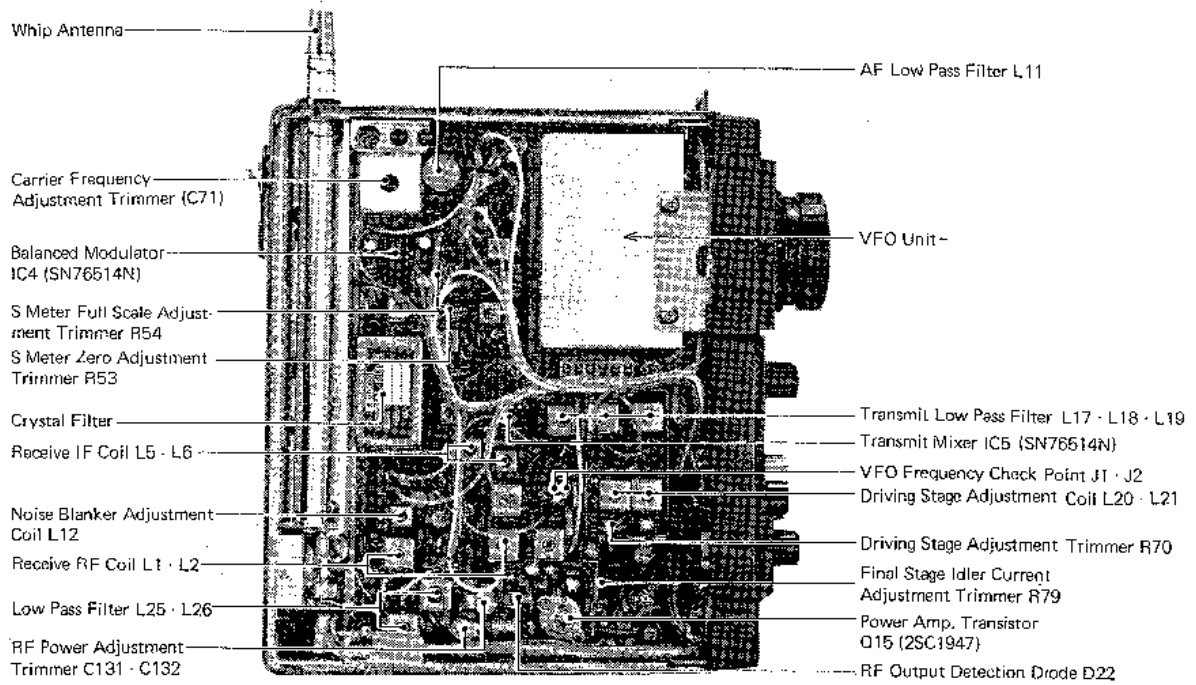 Whip Antenna
AF Low Pass Filter L11
Carrier Frequency
Adjustment Trimmer (C71)
Balanced Modulator
IC4 (SN76514N)
VFO Unit
S Meter Full Scale Adjust-
ment Trimmer R54
S Meter Zero Adjustment
Trimmer R53
Crystal Filter
Receive IF Coil L5 · L6
Noise Blanker Adjustment
Coil L12
Receive RF Coil L1 · L2
Low Pass Filter L25 · L26
RF Power Adjustment
Trimmer C131 · C132
Transmit Low Pass Filter L17 · L18 · L19
Transmit Mixer IC5 (SN76514N)
VFO Frequency Check Point J1 · J2
Driving Stage Adjustment Coil L20 · L21
Driving Stage Adjustment Trimmer R70
Final Stage Idler Current
Adjustment Trimmer R79
Power Amp. Transistor
Q15 (2SC1947)
RF Output Detection Diode D22